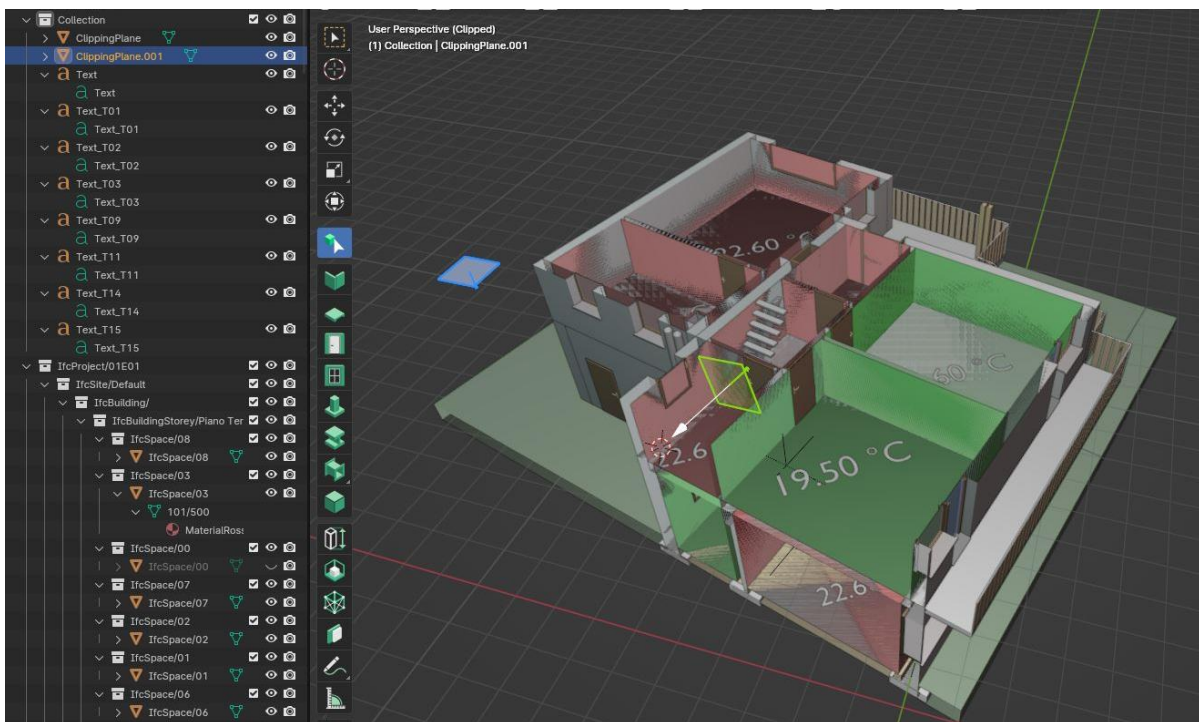 Collection
ClippingPlane
ClippingPlane.001
Text
Text
Text_T01
Text_T01
Text_T02
Text_T02
Text_T03
Text_T03
Text_T09
Text_T09
Text_T11
Text_T11
Text_T14
Text_T14
Text_T15
Text_T15
IfcProject/01E01
IfcSite/Default
IfcBuilding/
IfcBuildingStorey/Piano Ter
IfcSpace/08
IfcSpace/08
IfcSpace/03
IfcSpace/03
101/500
MaterialRoss
IfcSpace/00
IfcSpace/00
IfcSpace/07
IfcSpace/07
IfcSpace/02
IfcSpace/02
IfcSpace/01
IfcSpace/01
IfcSpace/06
IfcSpace/06
User Perspective (Clipped)
(1) Collection | ClippingPlane.001
22.60 °C
60 °C
22.6
19.50 °C
22.6